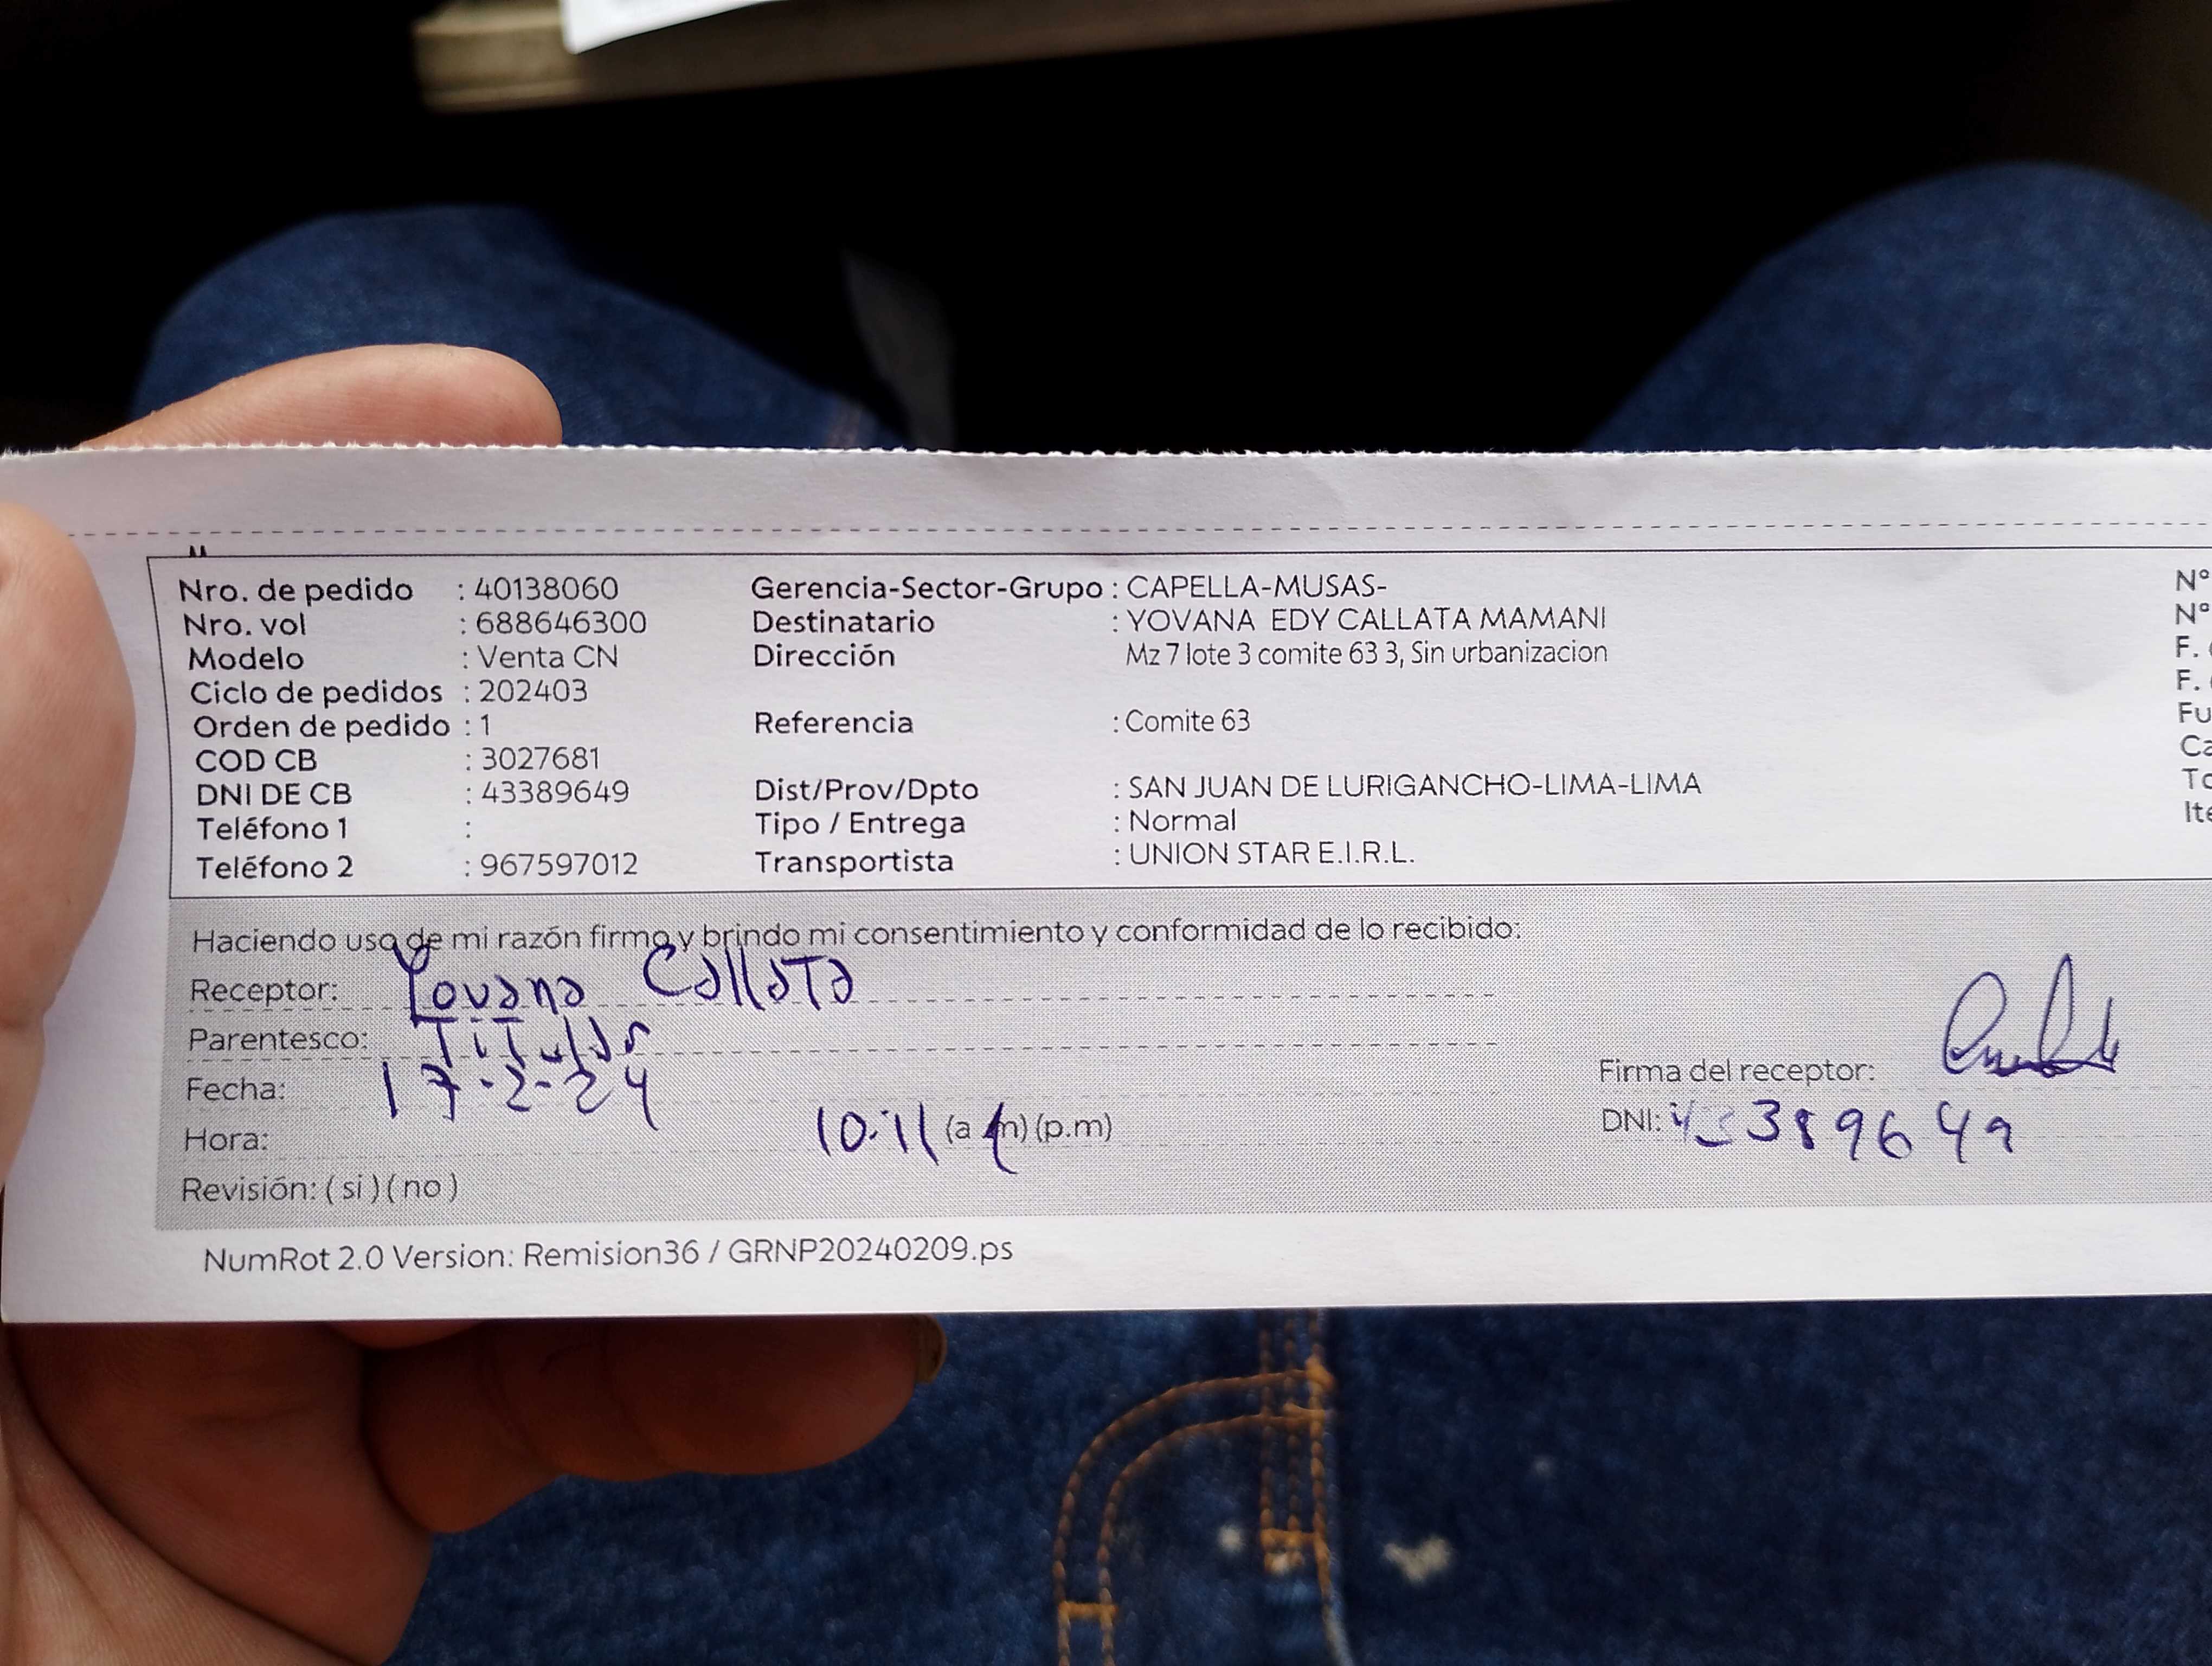 Nro. de pedido : 40138060 Gerencia-Sector-Grupo : CAPELLA-MUSAS- N°
Nro. vol : 688646300 Destinatario : YOVANA EDY CALLATA MAMANI N°
Modelo : Venta CN Dirección Mz 7 lote 3 comite 63 3, Sin urbanizacion F.
Ciclo de pedidos : 202403 F.
Orden de pedido : 1 Referencia : Comite 63 Fu
COD CB : 3027681 Ca
DNI DE CB : 43389649 Dist/Prov/Dpto : SAN JUAN DE LURIGANCHO-LIMA-LIMA To
Teléfono 1 : Tipo / Entrega : Normal Ite
Teléfono 2 : 967597012 Transportista : UNION STAR E.I.R.L.
Haciendo uso de mi razón firmo y brindo mi consentimiento y conformidad de lo recibido:
Receptor: Yovana Callata
Parentesco: Titular
Fecha: 17-2-24 Firma del receptor:
Hora: 10:11 (a.m) (p.m) DNI: 43389649
Revisión: ( si ) ( no )
NumRot 2.0 Version: Remision36 / GRNP20240209.ps